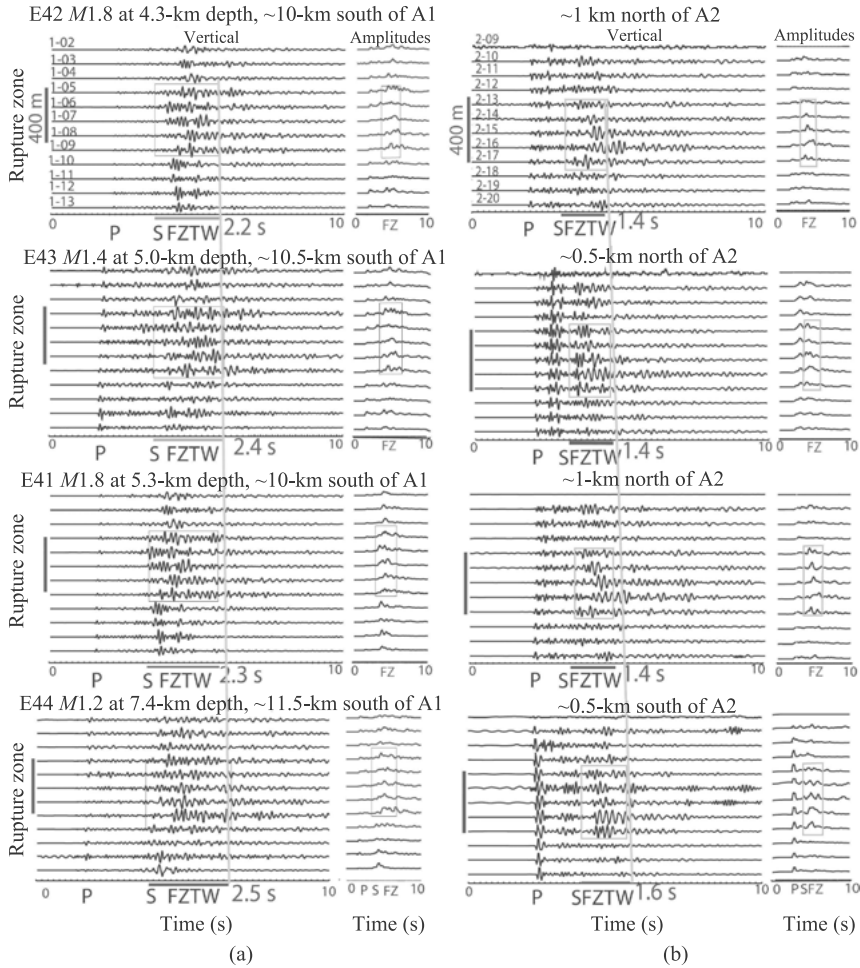 E42 M1.8 at 4.3-km depth, ~10-km south of A1
Vertical
Amplitudes
1-02
1-03
1-04
1-05
1-06
1-07
1-08
1-09
1-10
1-11
1-12
1-13
Rupture zone
400 m
0
P
S FZTW
2.2 s
10
0
FZ
10
~1 km north of A2
Vertical
Amplitudes
2-09
2-10
2-11
2-12
2-13
2-14
2-15
2-16
2-17
2-18
2-19
2-20
400 m
0
P
SFZTW
1.4 s
10
0
FZ
10
E43 M1.4 at 5.0-km depth, ~10.5-km south of A1
Rupture zone
0
P
S FZTW
2.4 s
10
0
FZ
10
~0.5-km north of A2
0
P
SFZTW
1.4 s
10
0
FZ
10
E41 M1.8 at 5.3-km depth, ~10-km south of A1
Rupture zone
0
P
S FZTW
2.3 s
10
0
FZ
10
~1-km north of A2
0
P
SFZTW
1.4 s
10
0
FZ
10
E44 M1.2 at 7.4-km depth, ~11.5-km south of A1
Rupture zone
0
P
S FZTW
2.5 s
10
0 P S FZ 10
~0.5-km south of A2
0
P
SFZTW
1.6 s
10
0 P SFZ 10
Time (s)
Time (s)
Time (s)
Time (s)
(a)
(b)